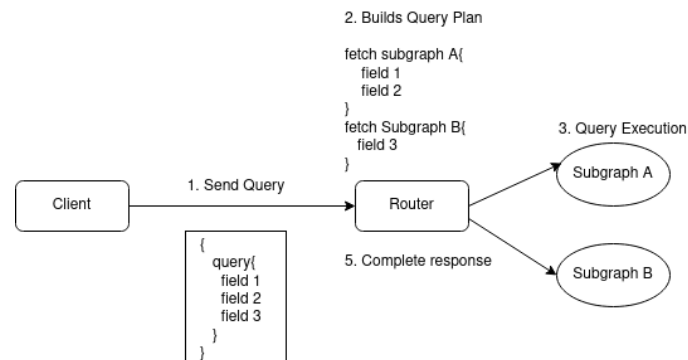 2. Builds Query Plan
fetch subgraph A{
field 1
field 2
}
fetch Subgraph B{
field 3
}
3. Query Execution
Subgraph A
1. Send Query
Client
Router
{
query{
field 1
field 2
field 3
}
}
5. Complete response
Subgraph B